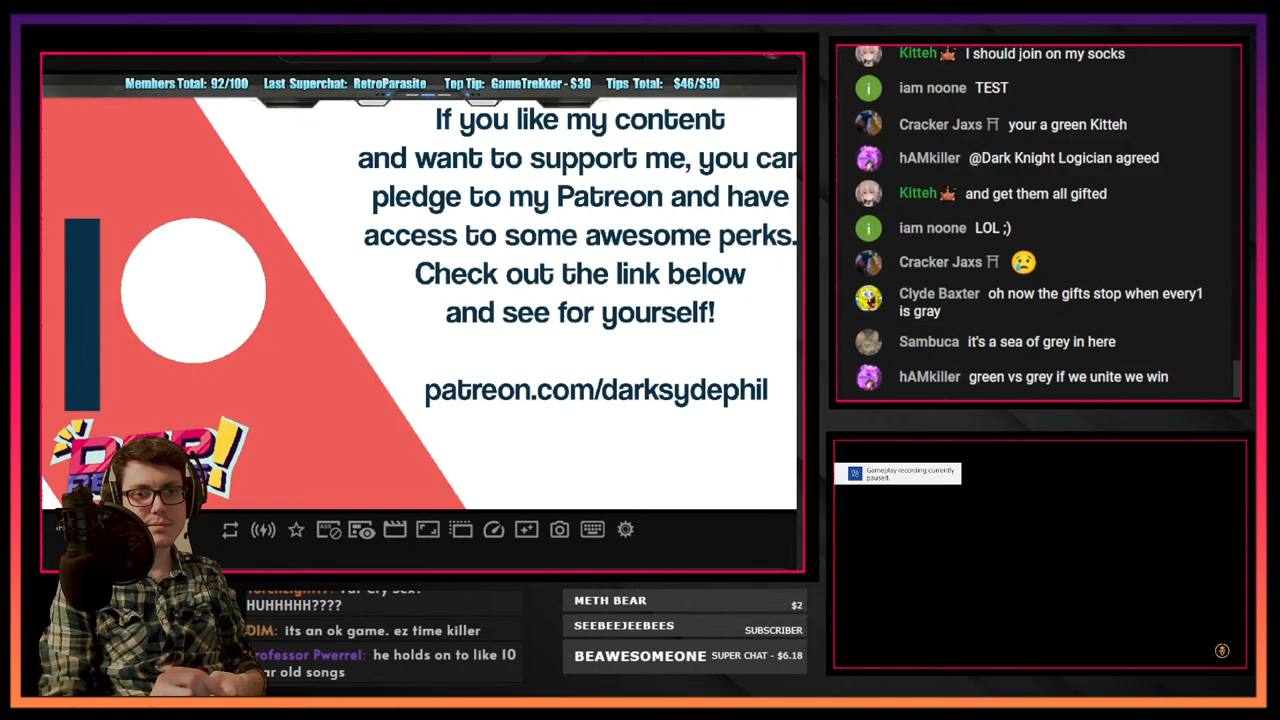 Members Total: 92/100 Last Superchat: RetroParasite Top Tip: GameTrekker - $30 Tips Total: $46/$50
If you like my content
and want to support me, you can
pledge to my Patreon and have
access to some awesome perks.
Check out the link below
and see for yourself!
patreon.com/darksydephil
DSP
HUHHHHH????
DIM: its an ok game. ez time killer
rofessor Pwerrel: he holds on to like 10
ar old songs
METH BEAR $2
SEEBEEJEEBEES SUBSCRIBER
BEAWESOMEONE SUPER CHAT - $6.18
Kitteh I should join on my socks
i iam noone TEST
Cracker Jaxs your a green Kitteh
hAMkiller @Dark Knight Logician agreed
Kitteh and get them all gifted
i iam noone LOL ;)
Cracker Jaxs
Clyde Baxter oh now the gifts stop when every1
is gray
Sambuca it's a sea of grey in here
hAMkiller green vs grey if we unite we win
Gameplay recording currently
paused.